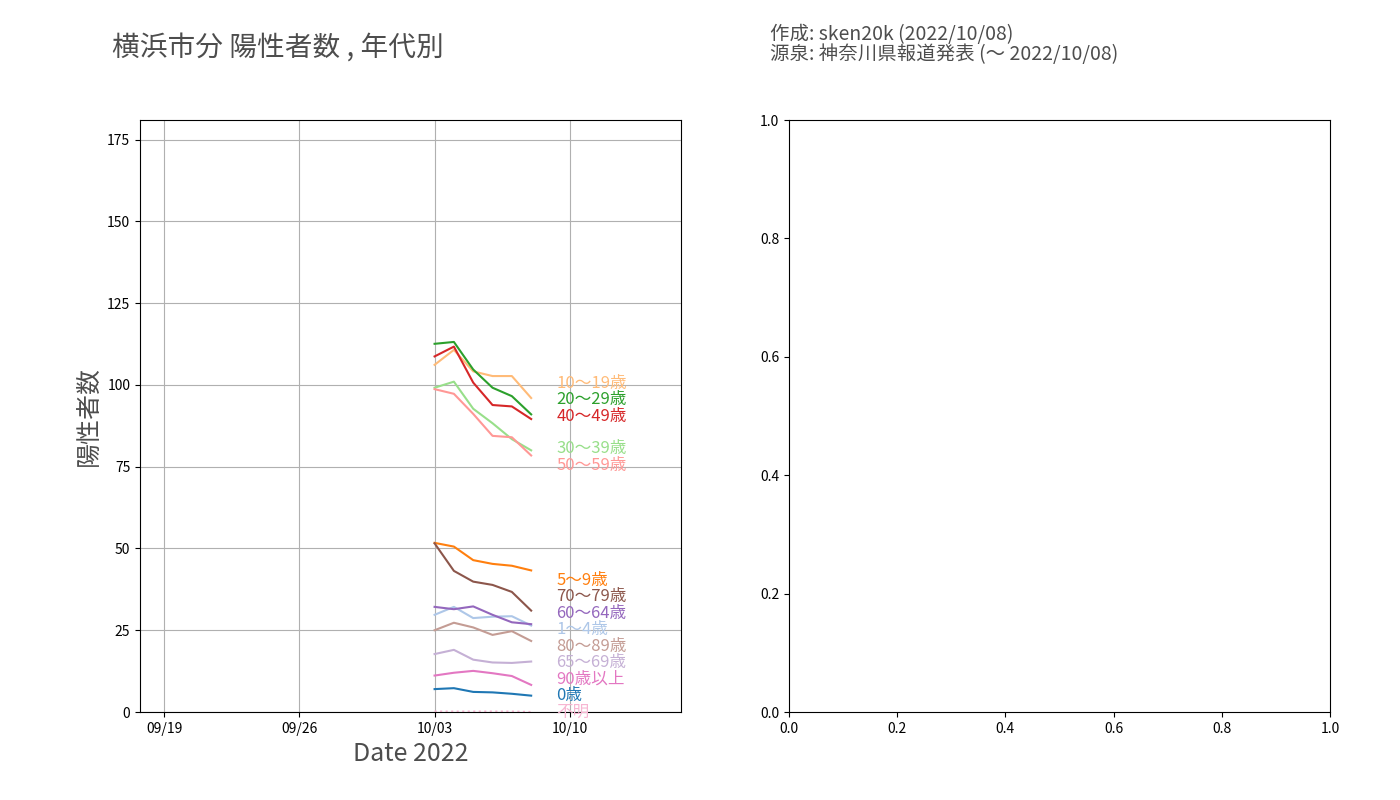 横浜市分 陽性者数 , 年代別
作成: sken20k (2022/10/08)
源泉: 神奈川県報道発表 (〜 2022/10/08)
陽性者数
175
150
125
100
75
50
25
0
10〜19歳
20〜29歳
40〜49歳
30〜39歳
50〜59歳
5〜9歳
70〜79歳
60〜64歳
1〜4歳
80〜89歳
65〜69歳
90歳以上
0歳
不明
09/19 09/26 10/03 10/10
Date 2022
1.0
0.8
0.6
0.4
0.2
0.0
0.0 0.2 0.4 0.6 0.8 1.0